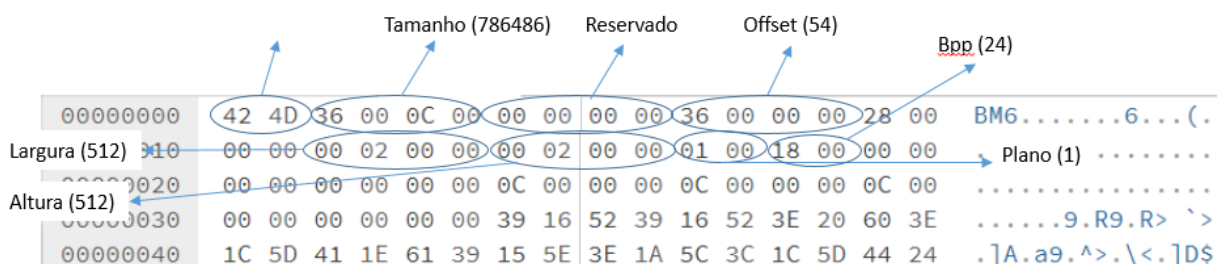 Tamanho (786486) Reservado Offset (54)
Bpp (24)
00000000 42 4D 36 00 0C 00 00 00 00 00 36 00 00 00 28 00 BM6.......6...(.
Largura (512) 10 00 00 00 02 00 00 00 02 00 00 01 00 18 00 00 00 . Plano (1) ........
00000020 00 00 00 00 00 00 0C 00 00 00 0C 00 00 00 0C 00 ................
Altura (512)
00000030 00 00 00 00 00 00 39 16 52 39 16 52 3E 20 60 3E ......9.R9.R> `>
00000040 1C 5D 41 1E 61 39 15 5E 3E 1A 5C 3C 1C 5D 44 24 .]A.a9.^>.\<.]D$